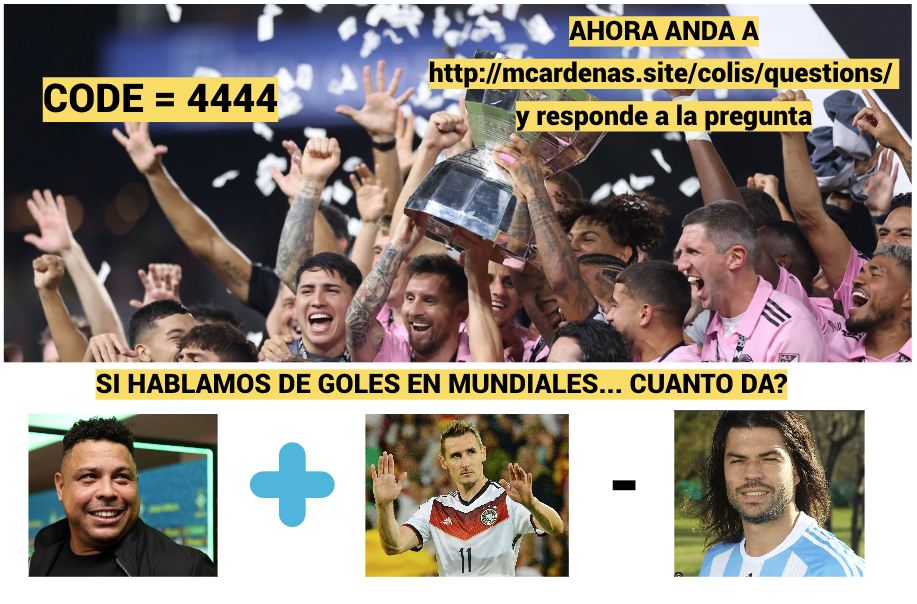 CODE = 4444
AHORA ANDA A
http://mcardenas.site/colis/questions/
y responde a la pregunta
SI HABLAMOS DE GOLES EN MUNDIALES... CUANTO DA?
+
11
-